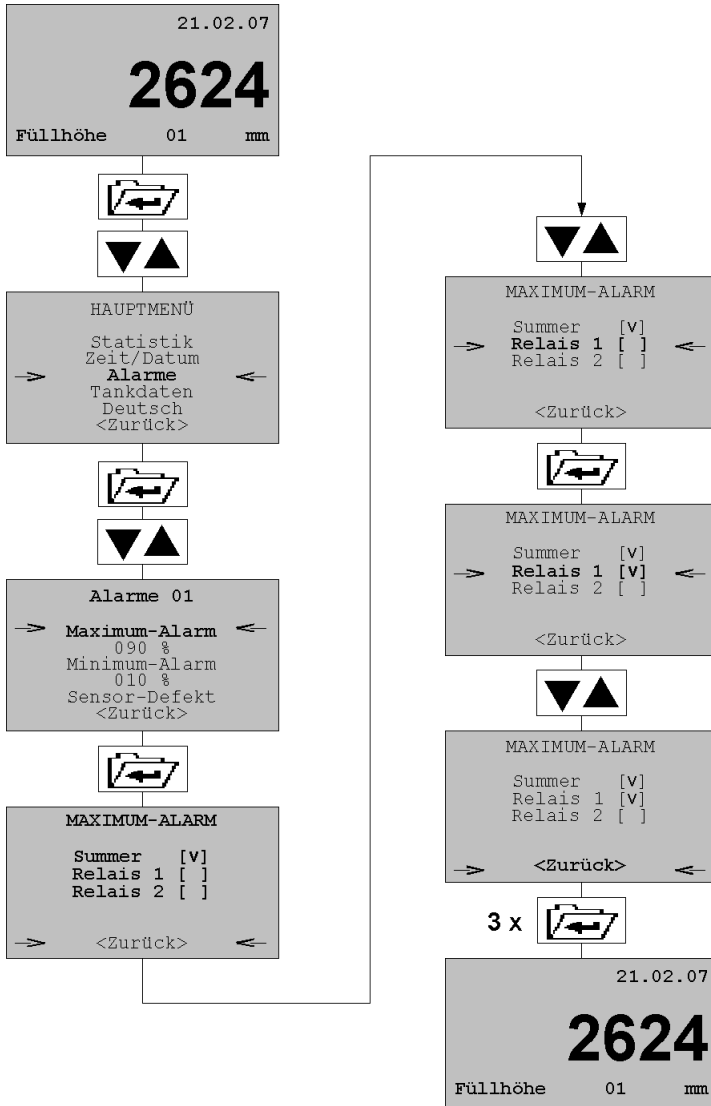 21.02.07
2624
Füllhöhe 01 mm
HAUPTMENÜ
Statistik
Zeit/Datum
Alarme
Tankdaten
Deutsch
<Zurück>
Alarme 01
Maximum-Alarm
090 %
Minimum-Alarm
010 %
Sensor-Defekt
<Zurück>
MAXIMUM-ALARM
Summer [v]
Relais 1 [ ]
Relais 2 [ ]
<Zurück>
MAXIMUM-ALARM
Summer [v]
Relais 1 [ ]
Relais 2 [ ]
<Zurück>
MAXIMUM-ALARM
Summer [v]
Relais 1 [v]
Relais 2 [ ]
<Zurück>
MAXIMUM-ALARM
Summer [v]
Relais 1 [v]
Relais 2 [ ]
<Zurück>
3 x
21.02.07
2624
Füllhöhe 01 mm